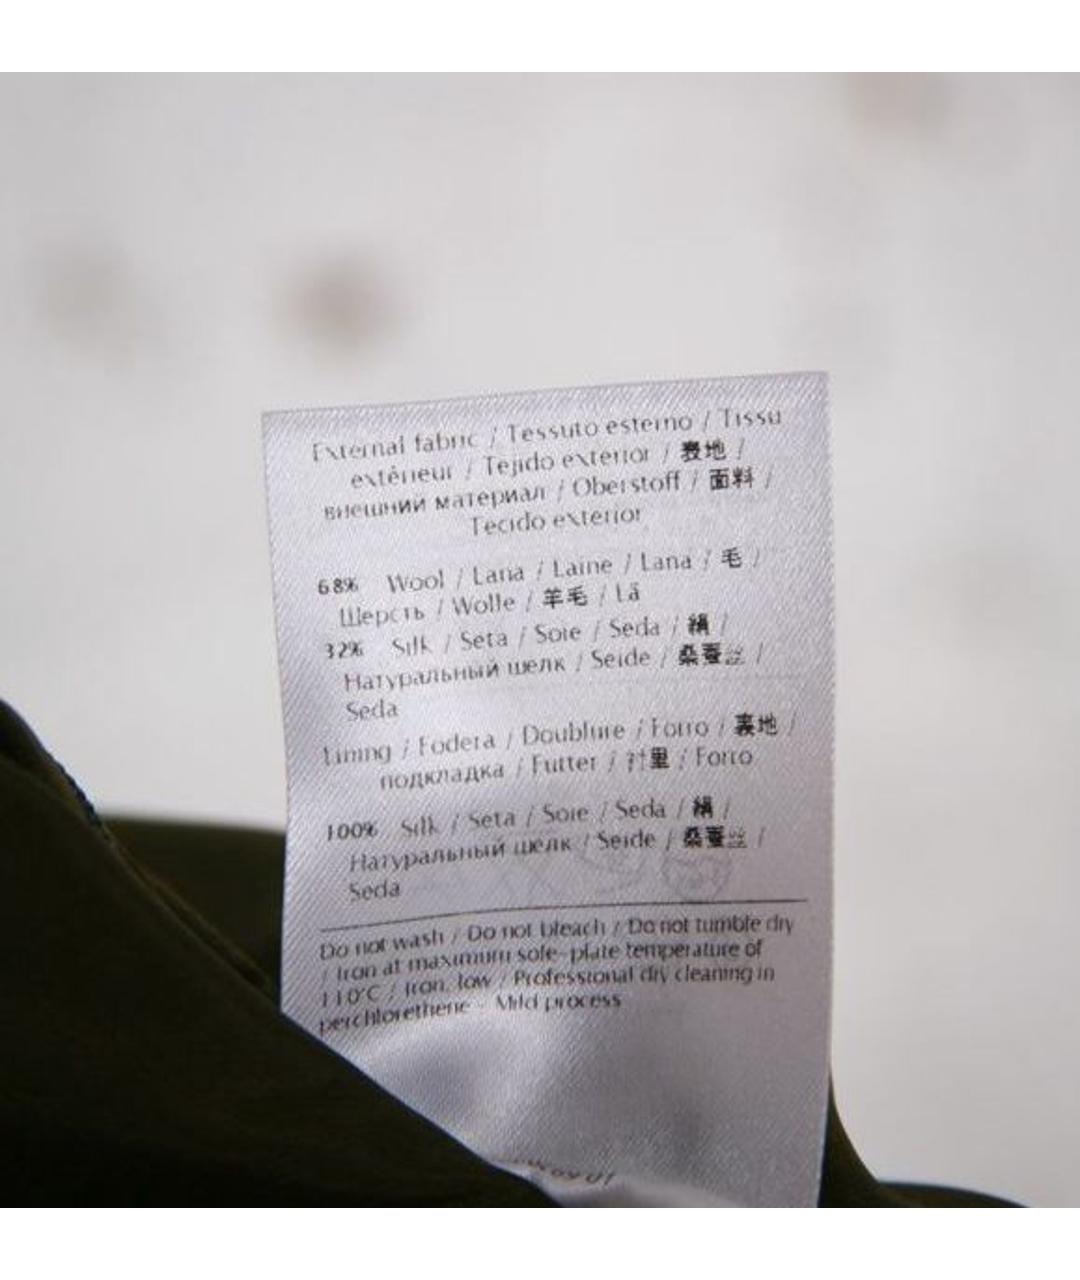 External fabric / Tessuto esterno / Tissu
extérieur / Tejido exterior / 表地 /
внешний материал / Oberstoff / 面料 /
Tecido exterior
68% Wool / Lana / Laine / Lana / 毛 /
Шерсть / Wolle / 羊毛 / Lã
32% Silk / Seta / Soie / Seda / 絹 /
Натуральный шелк / Seide / 桑蚕丝 /
Seda
Lining / Fodera / Doublure / Forro / 裏地 /
подкладка / Futter / 衬里 / Forro
100% Silk / Seta / Soie / Seda / 絹 /
Натуральный шелк / Seide / 桑蚕丝 /
Seda
Do not wash / Do not bleach / Do not tumble dry
/ Iron at maximum sole-plate temperature of
110°C / Iron, low / Professional dry cleaning in
perchlorethene - Mild process